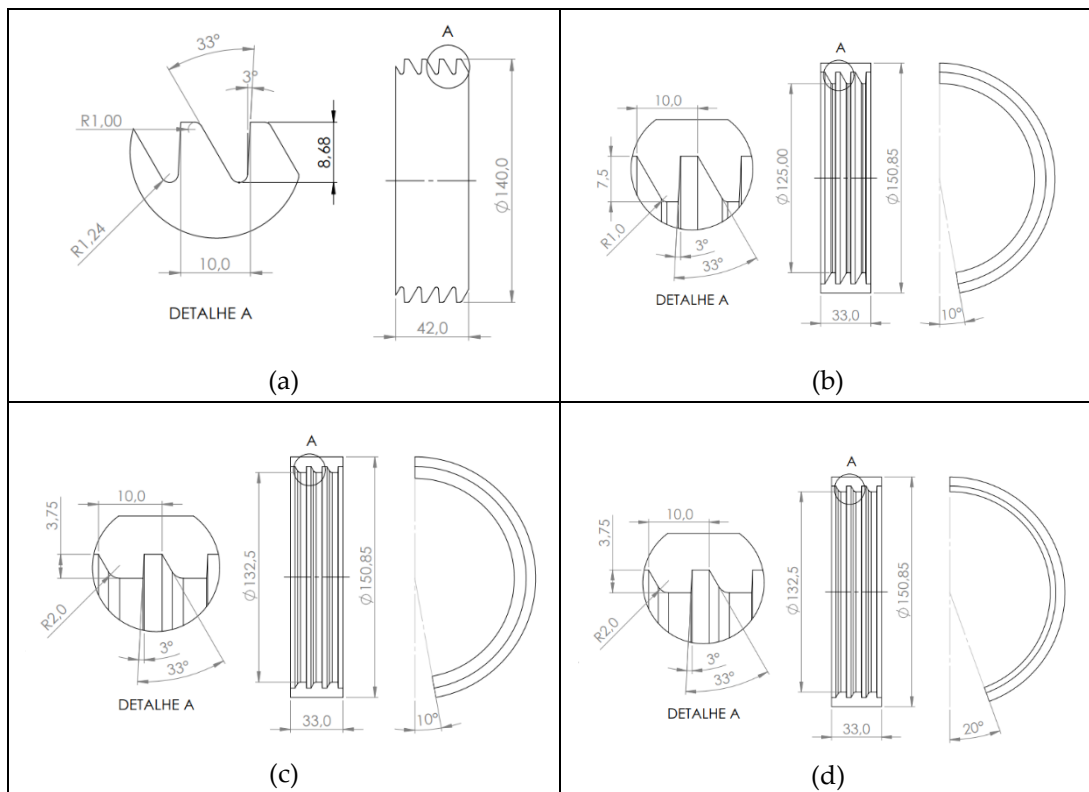 33°
A
3°
R1,00
8,68
R1,24
10,0
∅140,0
DETALHE A
42,0
(a)
A
10,0
7,5
∅125,00
∅150,85
R1,0
3°
33°
DETALHE A
33,0
10°
(b)
A
10,0
3,75
∅132,5
∅150,85
R2,0
3°
33°
DETALHE A
33,0
10°
(c)
A
10,0
3,75
∅132,5
∅150,85
R2,0
3°
33°
DETALHE A
33,0
20°
(d)